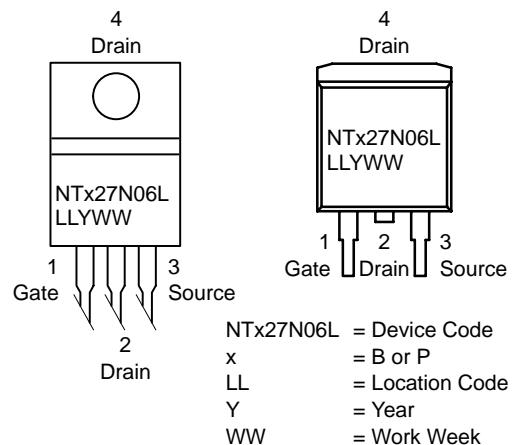 4
Drain
NTx27N06L
LLYWW
1
Gate
3
Source
2
Drain
4
Drain
NTx27N06L
LLYWW
1 2 3
Gate Drain Source
NTx27N06L = Device Code
x = B or P
LL = Location Code
Y = Year
WW = Work Week